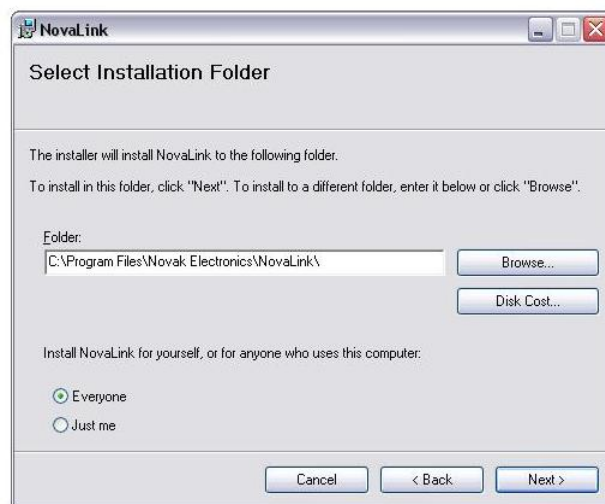 NovaLink
Select Installation Folder
The installer will install NovaLink to the following folder.
To install in this folder, click "Next". To install to a different folder, enter it below or click "Browse".
Folder:
C:\Program Files\Novak Electronics\NovaLink\
Browse...
Disk Cost...
Install NovaLink for yourself, or for anyone who uses this computer:
Everyone
Just me
Cancel
< Back
Next >